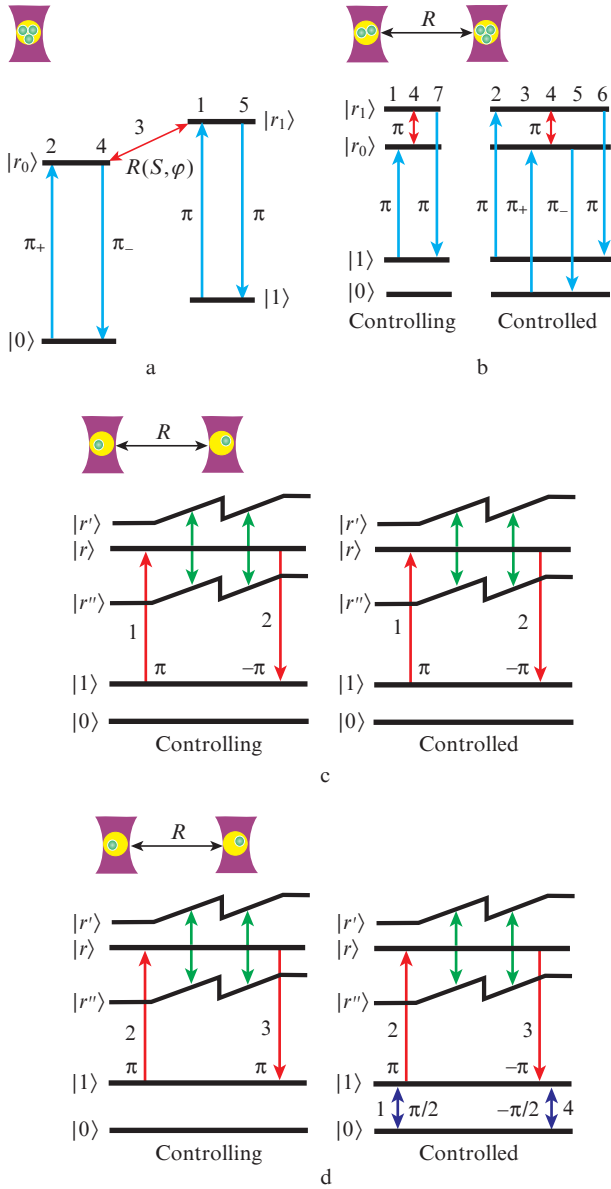 R
1 5
2 4 3 |r₁⟩
|r₀⟩
R(S,φ)
π₊ π₋ π π
|1⟩
|0⟩
a
1 4 7 2 3 4 5 6
|r₁⟩
π π
|r₀⟩
π π π π₊ π₋ π
|1⟩
|0⟩
Controlling Controlled
b
R
|r′⟩ |r′⟩
|r⟩ |r⟩
|r″⟩ |r″⟩
1 2 1 2
π −π π −π
|1⟩ |1⟩
|0⟩ |0⟩
Controlling Controlled
c
R
|r′⟩ |r′⟩
|r⟩ |r⟩
|r″⟩ |r″⟩
2 3 2 3
π π π −π
|1⟩ |1⟩
1 π/2 −π/2 4
|0⟩ |0⟩
Controlling Controlled
d